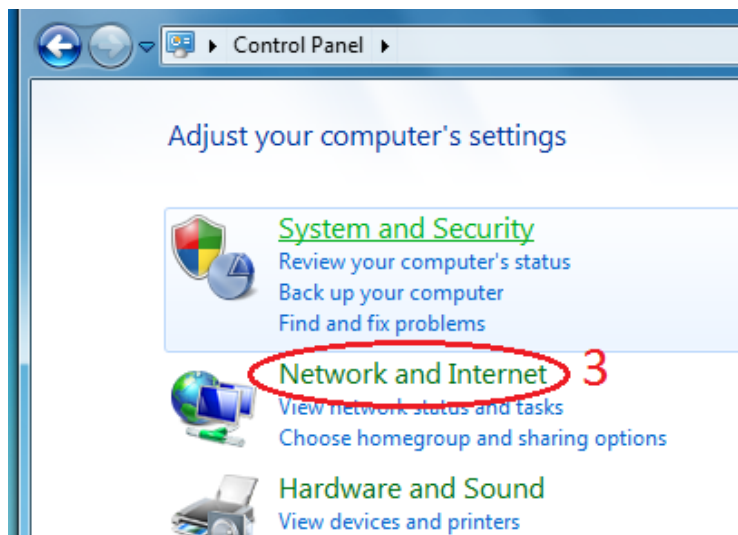 Control Panel
Adjust your computer's settings
System and Security
Review your computer's status
Back up your computer
Find and fix problems
Network and Internet 3
View network status and tasks
Choose homegroup and sharing options
Hardware and Sound
View devices and printers